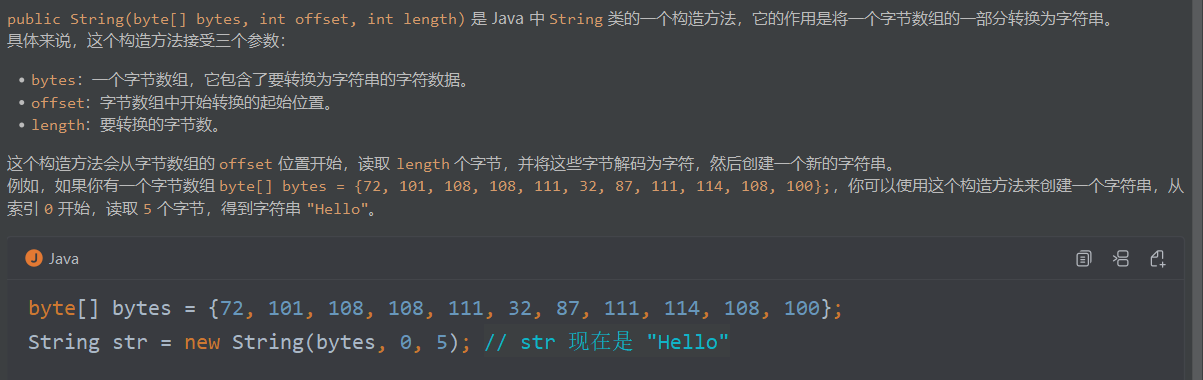 public String(byte[] bytes, int offset, int length) 是 Java 中 String 类的一个构造方法，它的作用是将一个字节数组的一部分转换为字符串。
具体来说，这个构造方法接受三个参数：
• bytes：一个字节数组，它包含了要转换为字符串的字符数据。
• offset：字节数组中开始转换的起始位置。
• length：要转换的字节数。
这个构造方法会从字节数组的 offset 位置开始，读取 length 个字节，并将这些字节解码为字符，然后创建一个新的字符串。
例如，如果你有一个字节数组 byte[] bytes = {72, 101, 108, 108, 111, 32, 87, 111, 114, 108, 100};，你可以使用这个构造方法来创建一个字符串，从
索引 0 开始，读取 5 个字节，得到字符串 "Hello"。
J Java
byte[] bytes = {72, 101, 108, 108, 111, 32, 87, 111, 114, 108, 100};
String str = new String(bytes, 0, 5); // str 现在是 "Hello"